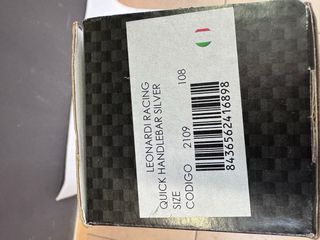 LEONARDI RACING
QUICK HANDLEBAR SILVER
SIZE 108
CODIGO 2109
8436562416898